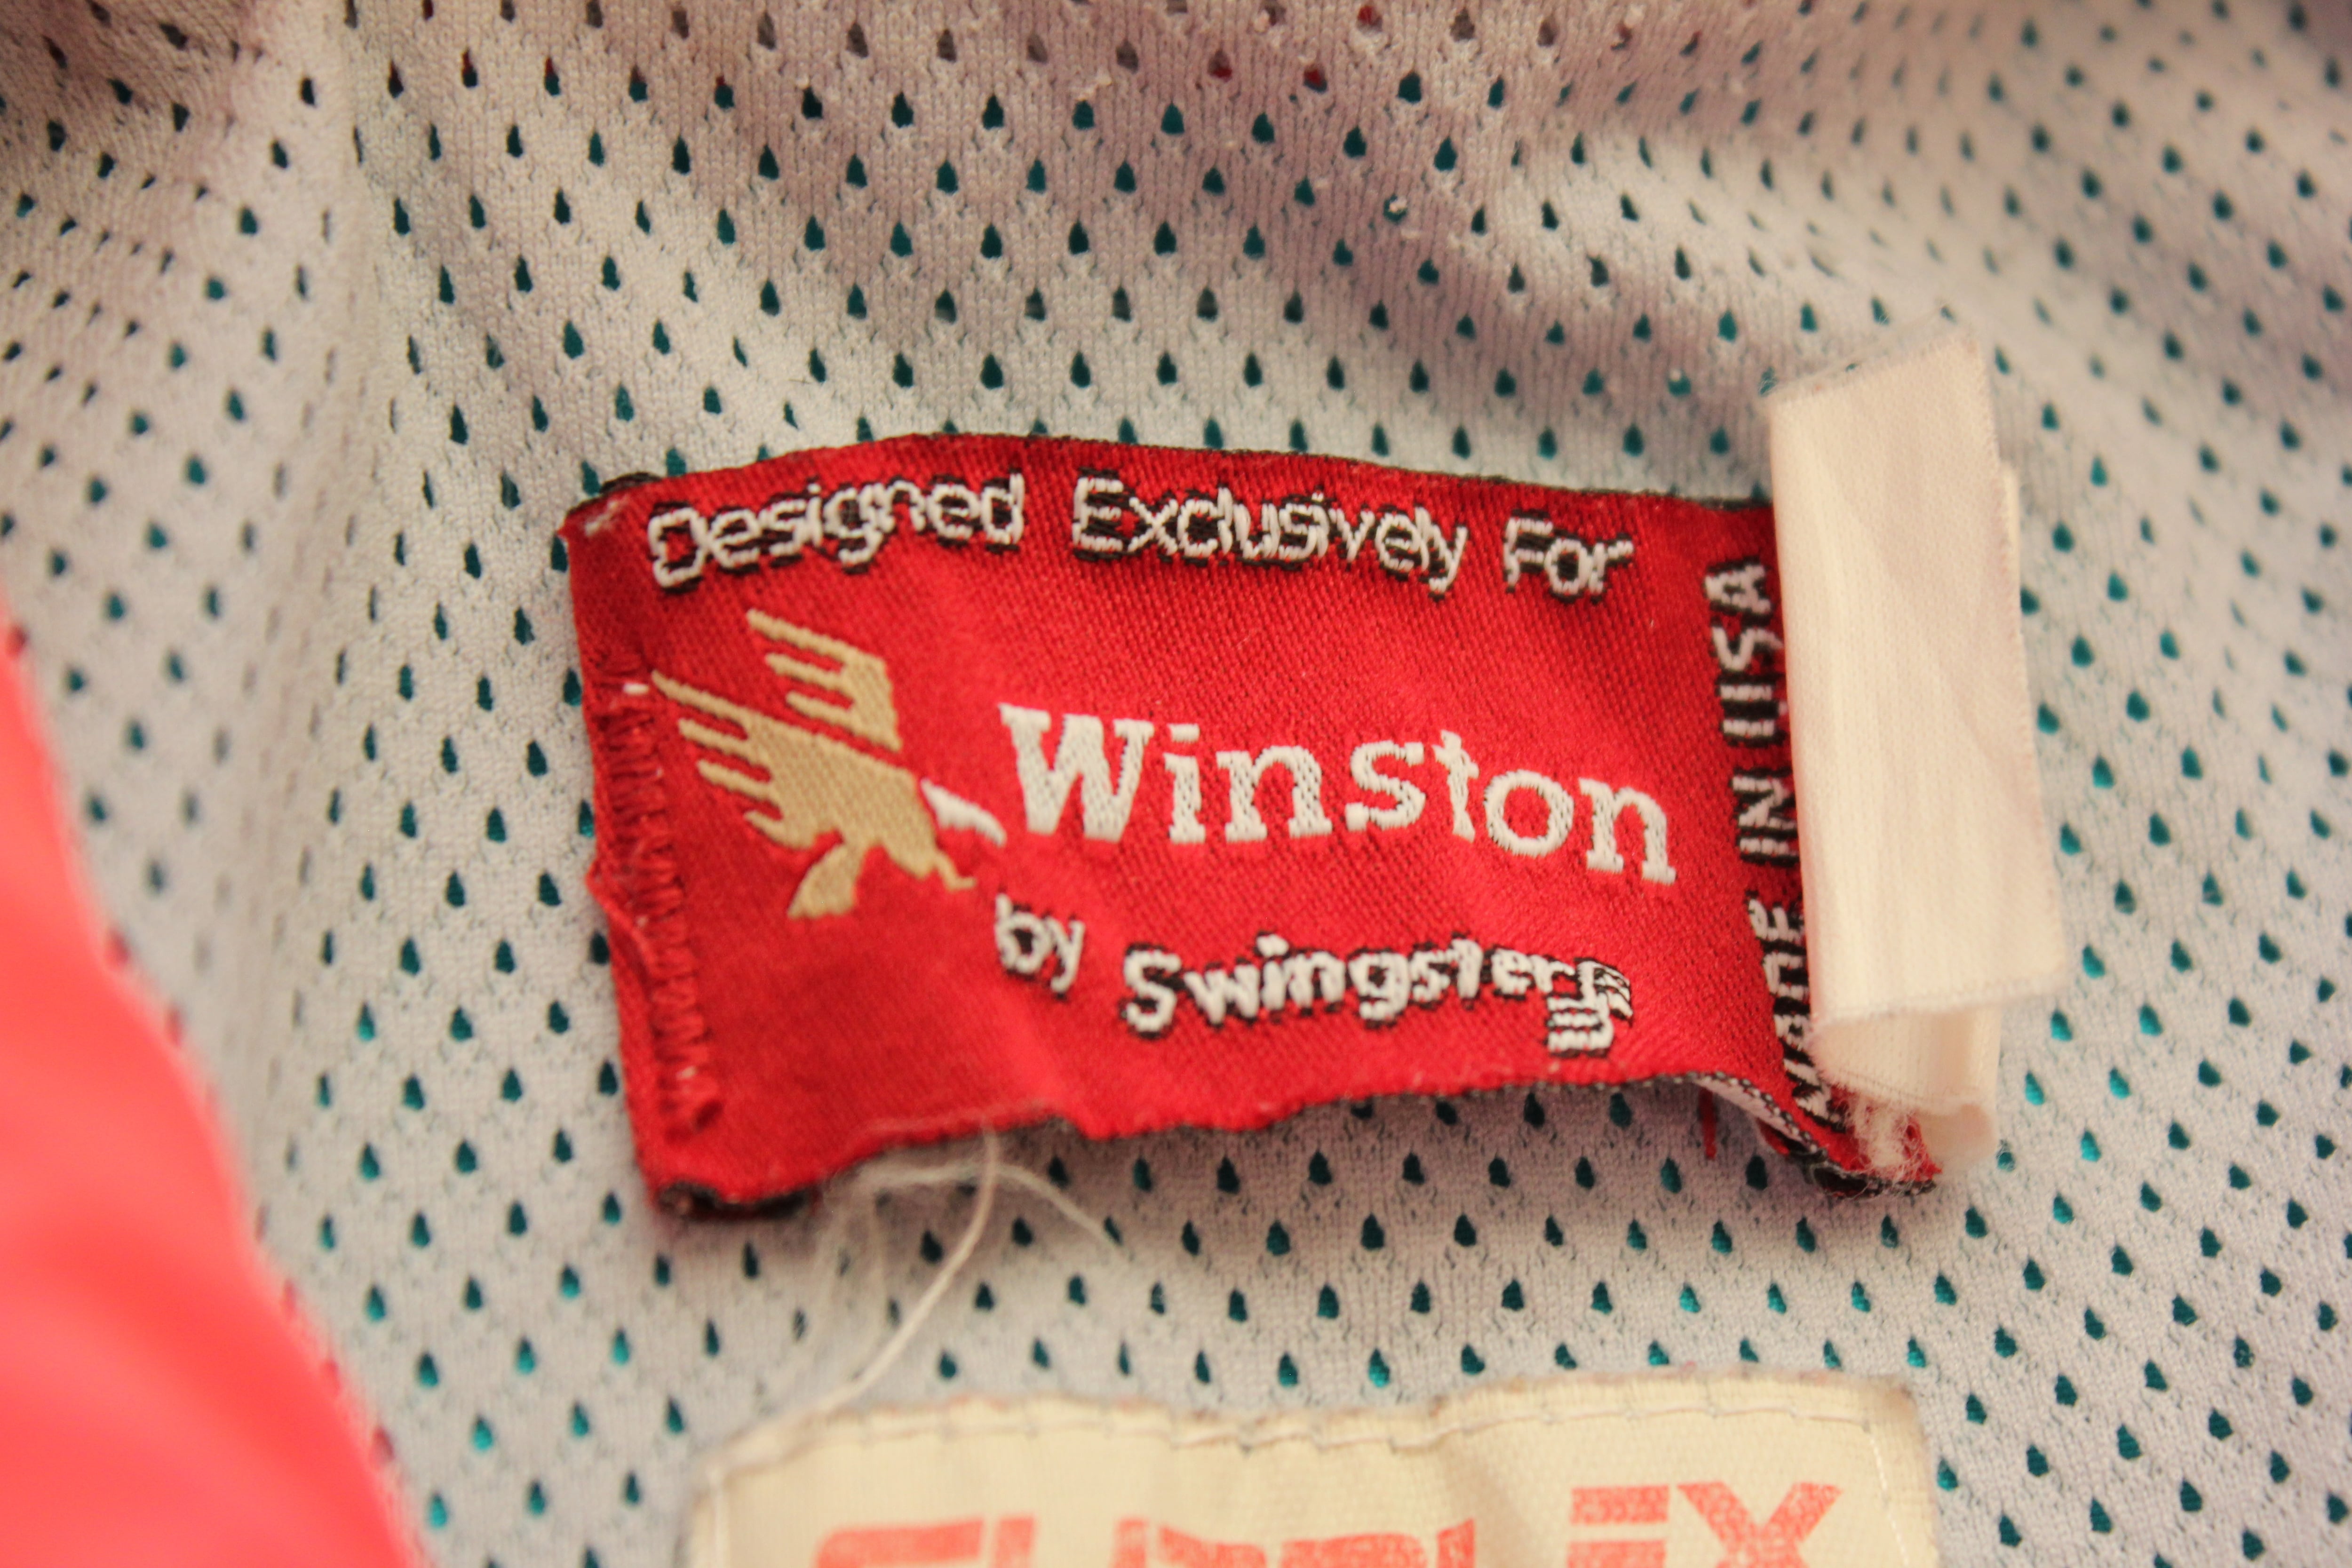 Designed Exclusively For
Winston
by Swingster
MADE IN USA